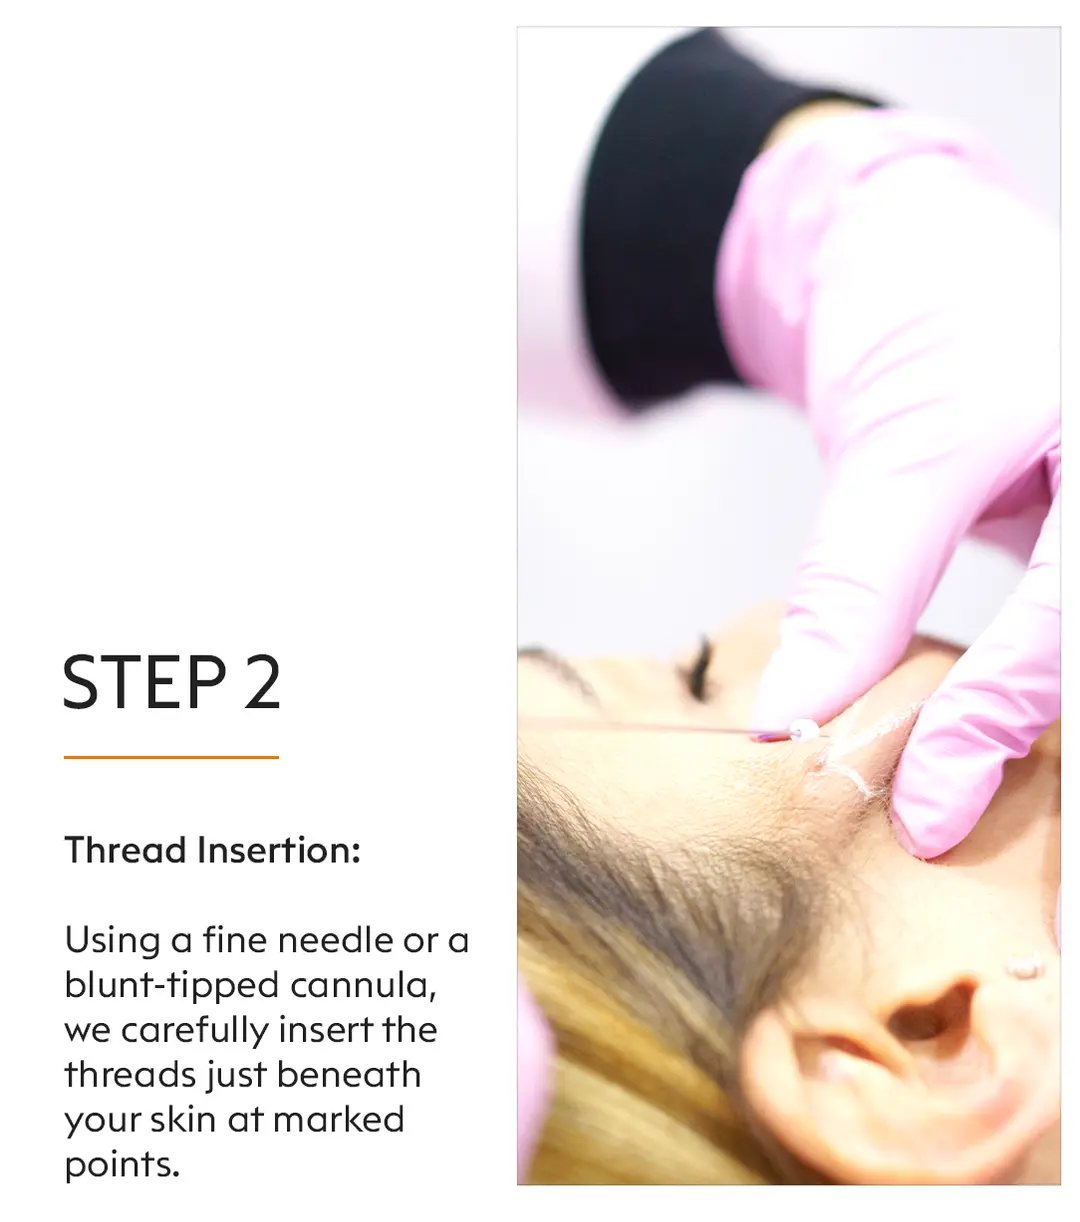 STEP 2
Thread Insertion:
Using a fine needle or a
blunt-tipped cannula,
we carefully insert the
threads just beneath
your skin at marked
points.